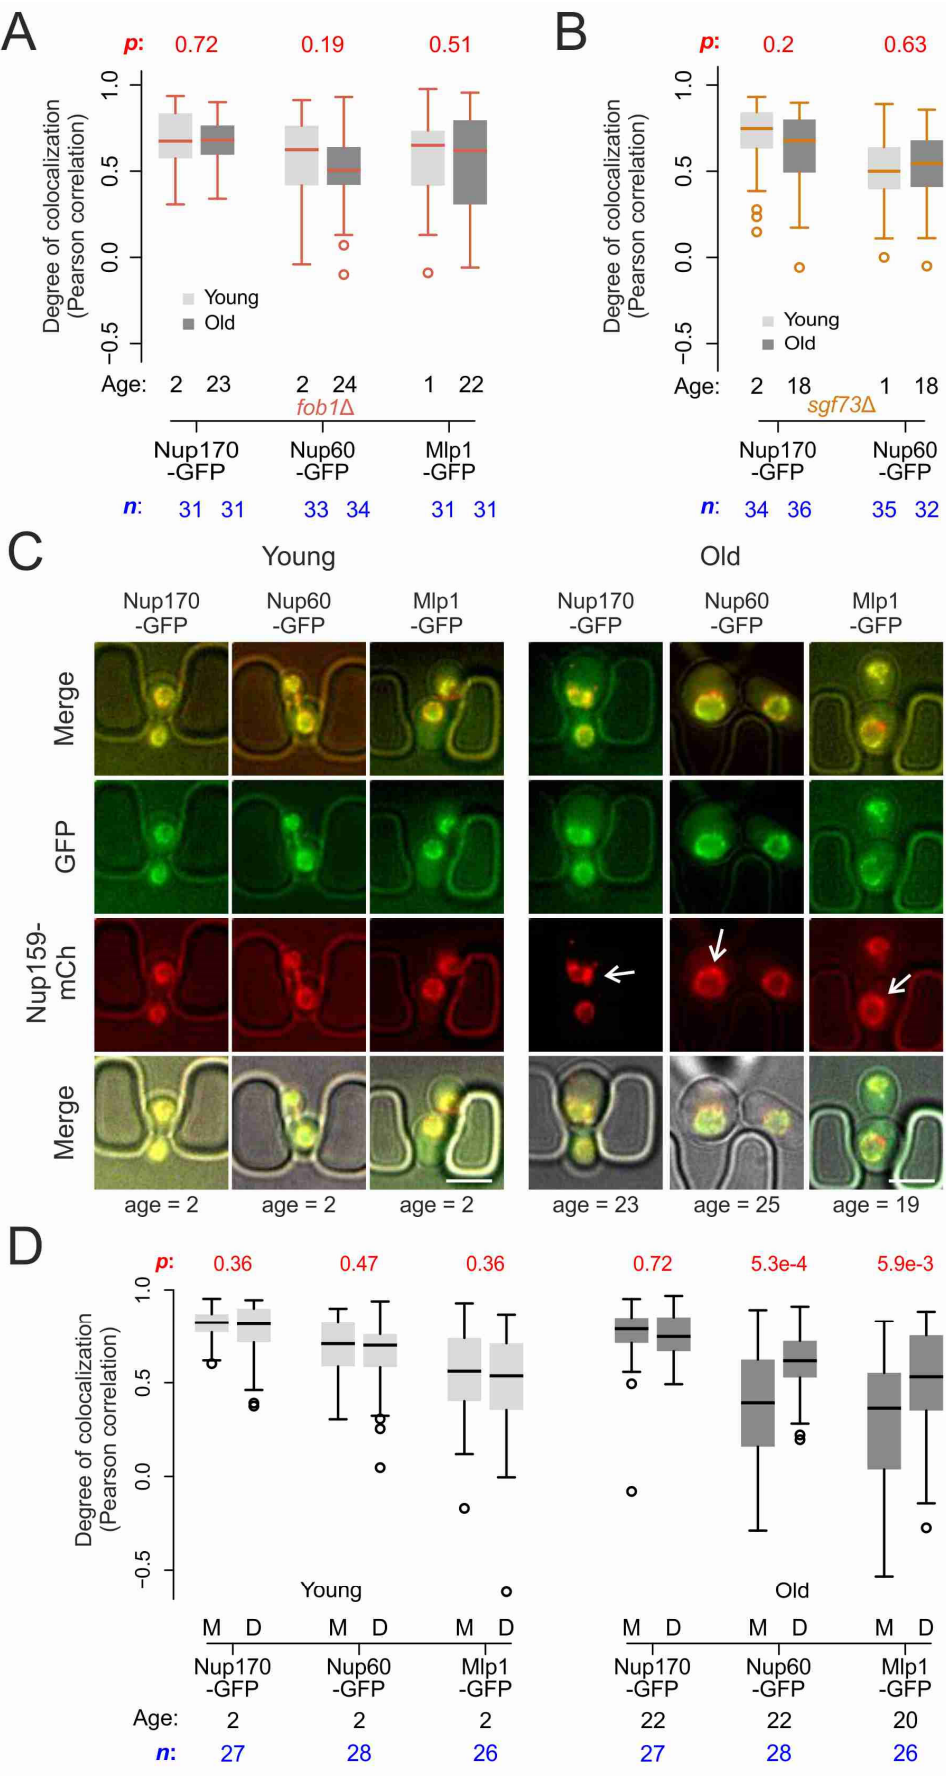 A
p: 0.72 0.19 0.51
Degree of colocalization
(Pearson correlation)
1.0
0.5
0.0
−0.5
Young
Old
Age: 2 23 2 24 1 22
fob1Δ
Nup170 Nup60 Mlp1
-GFP -GFP -GFP
n: 31 31 33 34 31 31
B
p: 0.2 0.63
Degree of colocalization
(Pearson correlation)
1.0
0.5
0.0
−0.5
Young
Old
Age: 2 18 1 18
sgf73Δ
Nup170 Nup60
-GFP -GFP
n: 34 36 35 32
C
Young Old
Nup170 Nup60 Mlp1 Nup170 Nup60 Mlp1
-GFP -GFP -GFP -GFP -GFP -GFP
Merge
GFP
Nup159-
mCh
Merge
age = 2 age = 2 age = 2 age = 23 age = 25 age = 19
D
p: 0.36 0.47 0.36 0.72 5.3e-4 5.9e-3
Degree of colocalization
(Pearson correlation)
1.0
0.5
0.0
−0.5
Young Old
M D M D M D M D M D M D
Nup170 Nup60 Mlp1 Nup170 Nup60 Mlp1
-GFP -GFP -GFP -GFP -GFP -GFP
Age: 2 2 2 22 22 20
n: 27 28 26 27 28 26